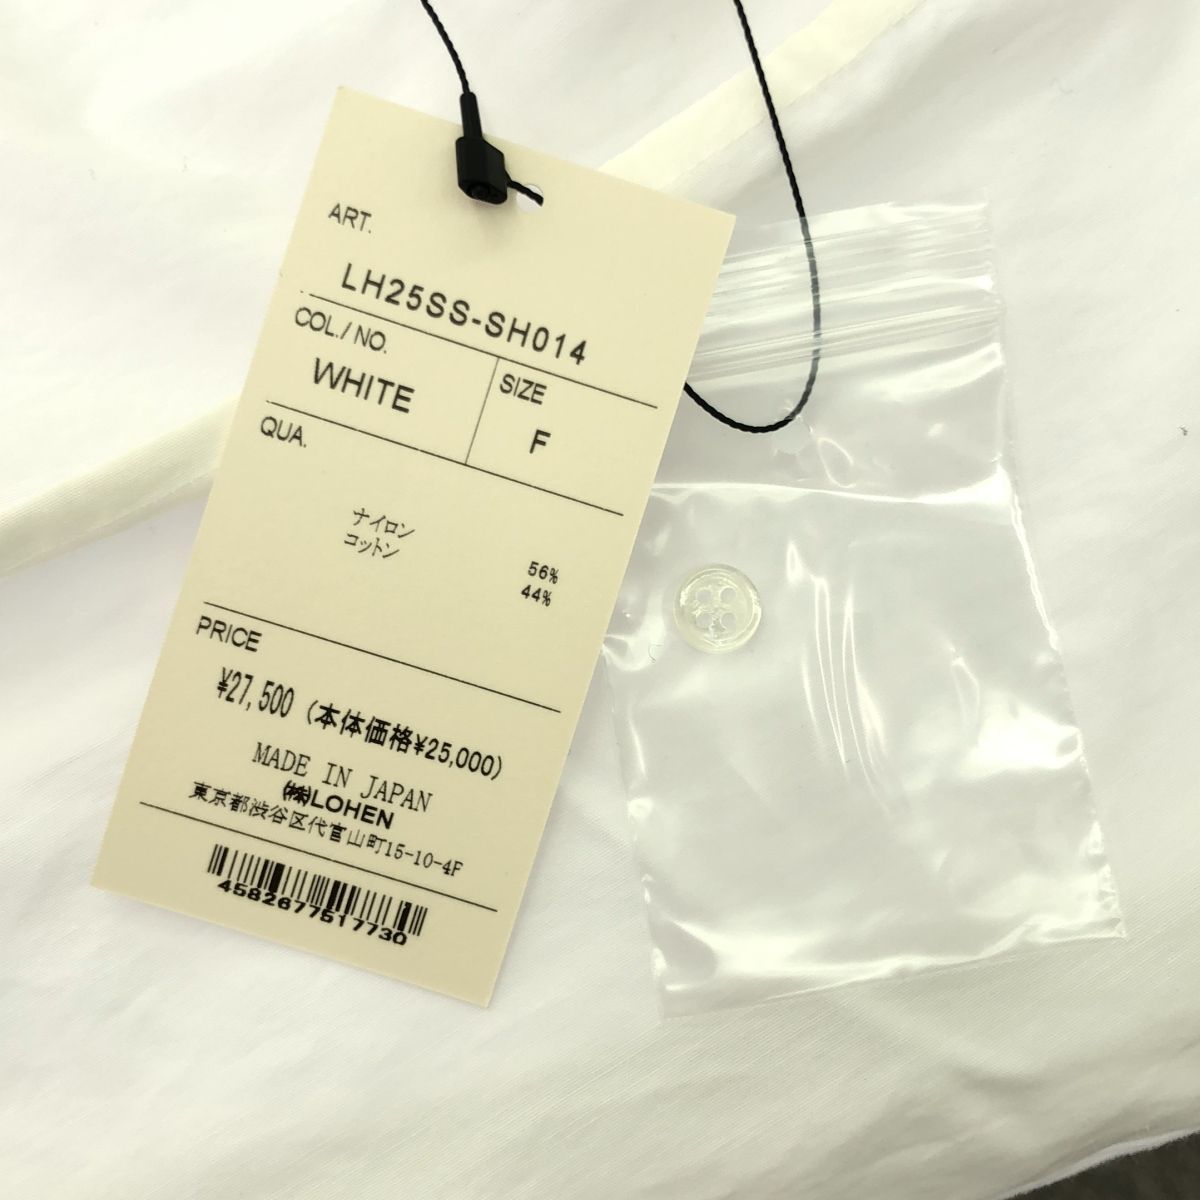 ART.
LH25SS-SH014
COL./NO.
WHITE
SIZE
F
QUA.
ナイロン 56%
コットン 44%
PRICE
¥27,500 (本体価格¥25,000)
MADE IN JAPAN
㈱LOHEN
東京都渋谷区代官山町15-10-4F
4582677517730